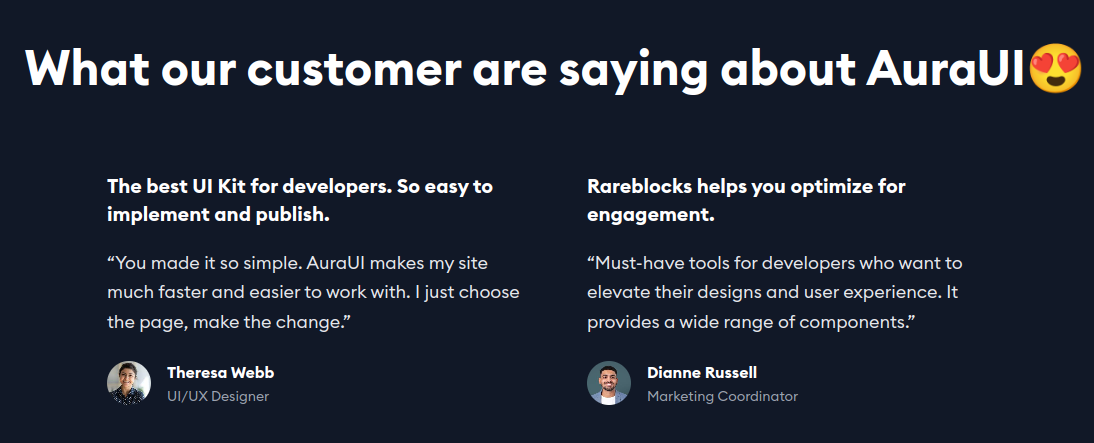 What our customer are saying about AuraUI😍
The best UI Kit for developers. So easy to
implement and publish.
“You made it so simple. AuraUI makes my site
much faster and easier to work with. I just choose
the page, make the change.”
Theresa Webb
UI/UX Designer
Rareblocks helps you optimize for
engagement.
“Must-have tools for developers who want to
elevate their designs and user experience. It
provides a wide range of components.”
Dianne Russell
Marketing Coordinator